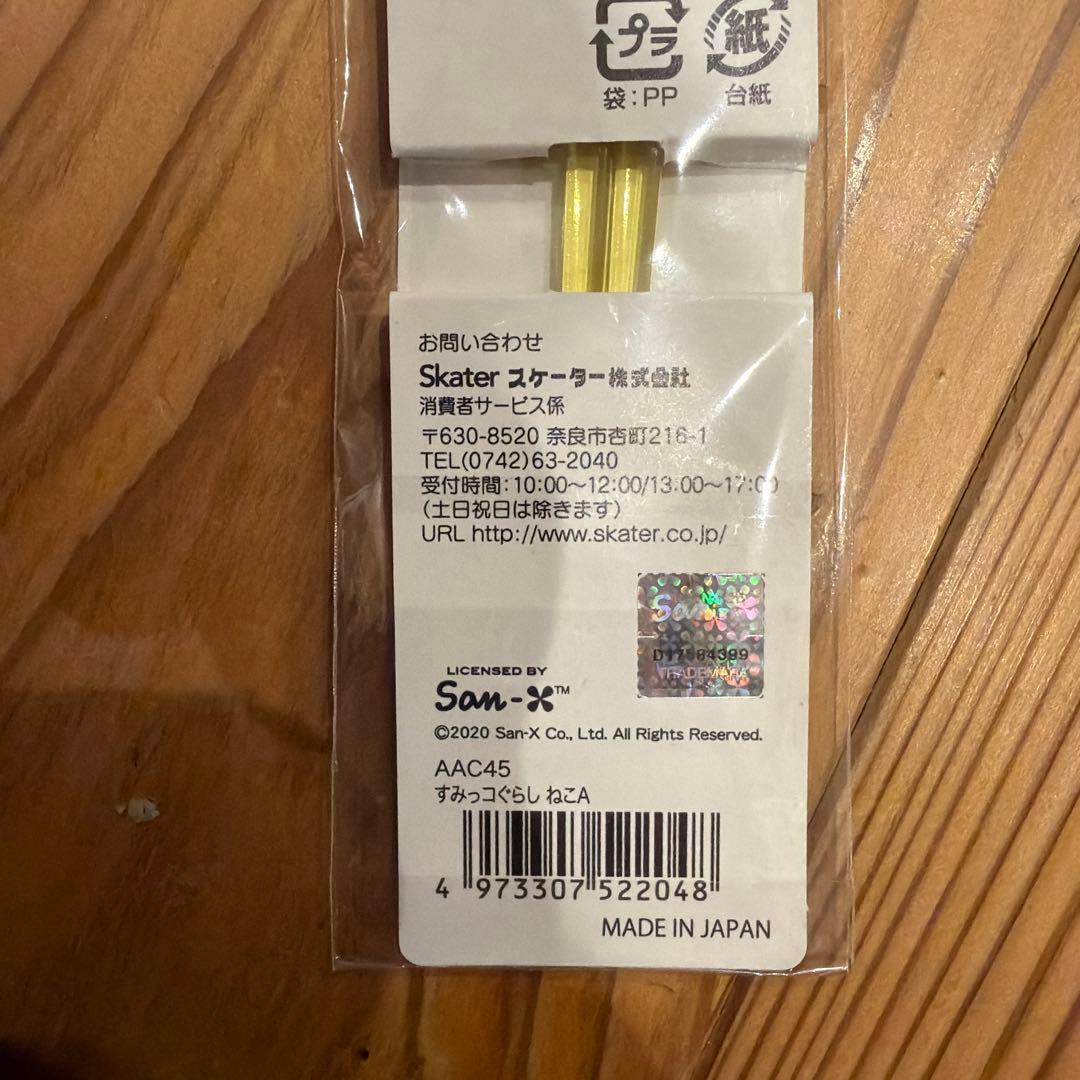 プラ
紙
袋:PP
台紙
お問い合わせ
Skater スケーター株式会社
消費者サービス係
〒630-8520 奈良市杏町216-1
TEL(0742)63-2040
受付時間:10:00〜12:00/13:00〜17:00
(土日祝日は除きます)
URL http://www.skater.co.jp/
San-X
TRADEMARK
LICENSED BY
San-X™
©2020 San-X Co., Ltd. All Rights Reserved.
AAC45
すみっコぐらし ねこA
4 973307 522048
MADE IN JAPAN